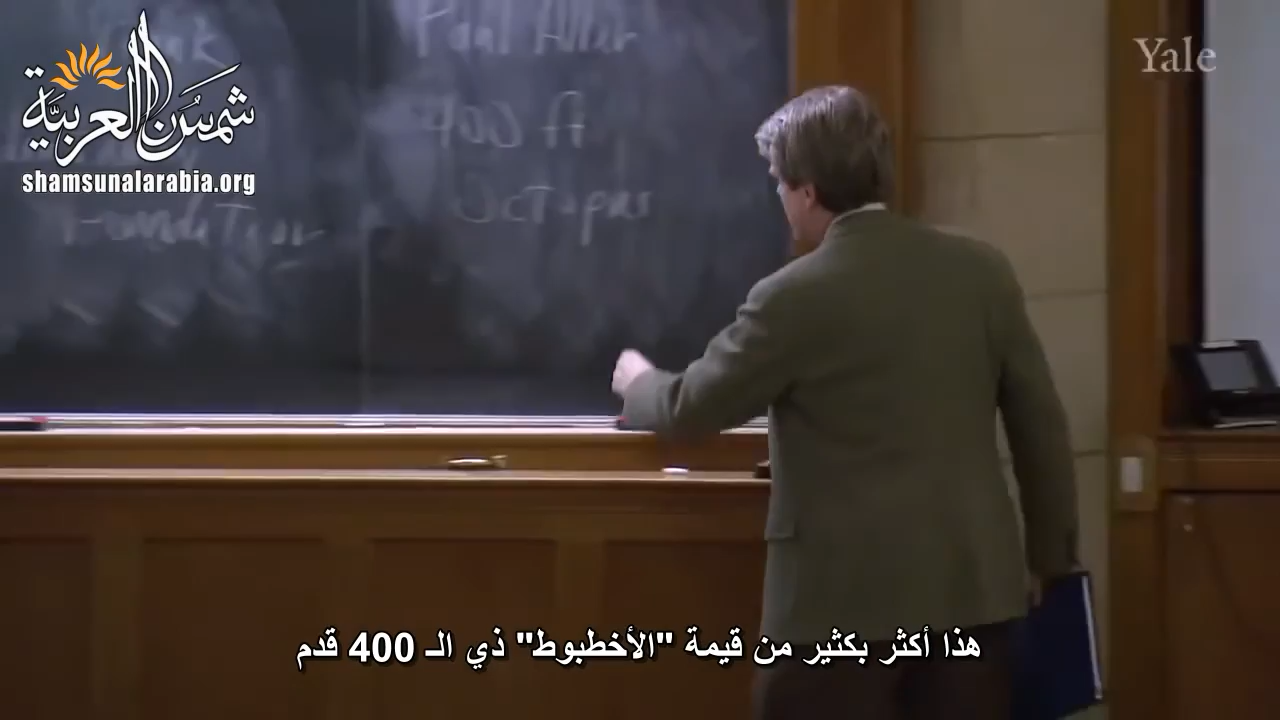 Paul Allen
400 ft
Octopus
Foundation
Yale
شمس العربية
shamsunalarabia.org
هذا أكثر بكثير من قيمة "الأخطبوط" ذي الـ 400 قدم